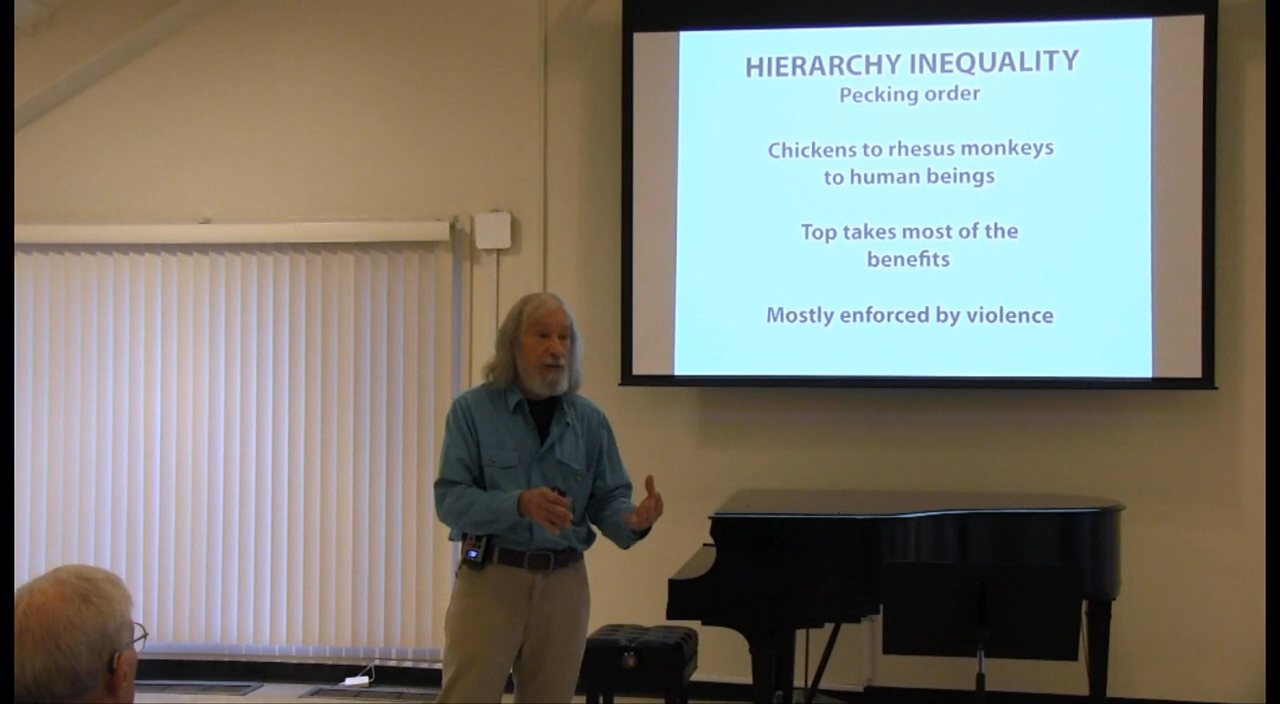 HIERARCHY INEQUALITY
Pecking order
Chickens to rhesus monkeys
to human beings
Top takes most of the
benefits
Mostly enforced by violence